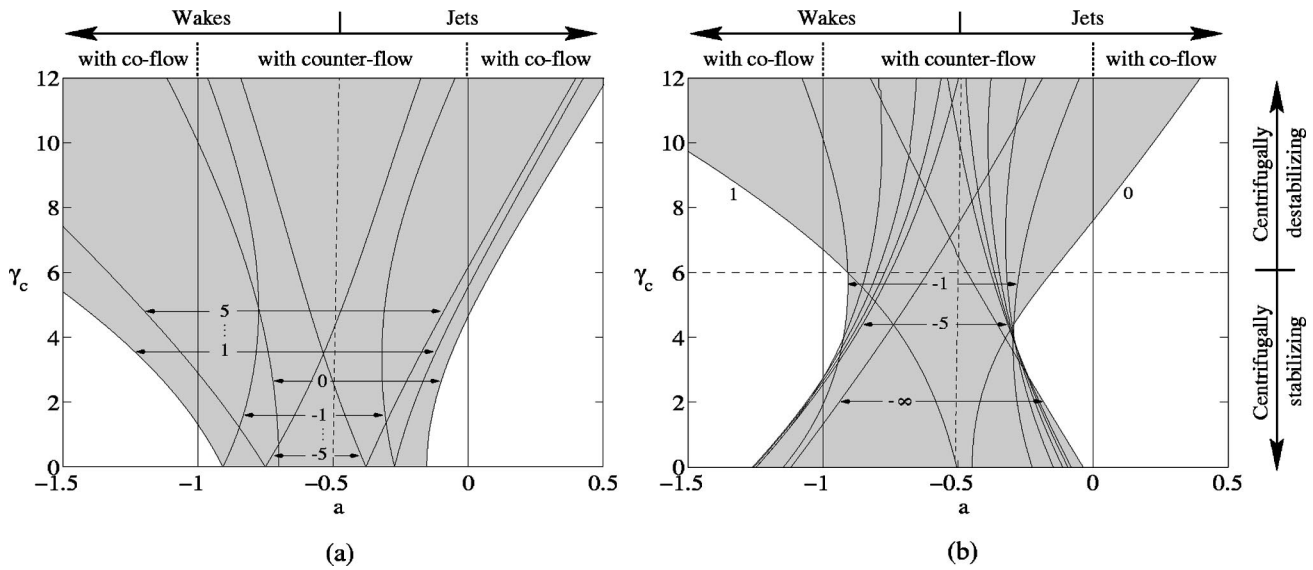 Wakes Jets
with co-flow with counter-flow with co-flow
12
10
8
6
4
2
0
γc
5
⋮
1
0
-1
⋮
-5
−1.5 −1 −0.5 0 0.5
a
(a)
Wakes Jets
with co-flow with counter-flow with co-flow
12
10
8
6
4
2
0
γc
1
0
-1
-5
- ∞
−1.5 −1 −0.5 0 0.5
a
(b)
Centrifugally
destabilizing
Centrifugally
stabilizing